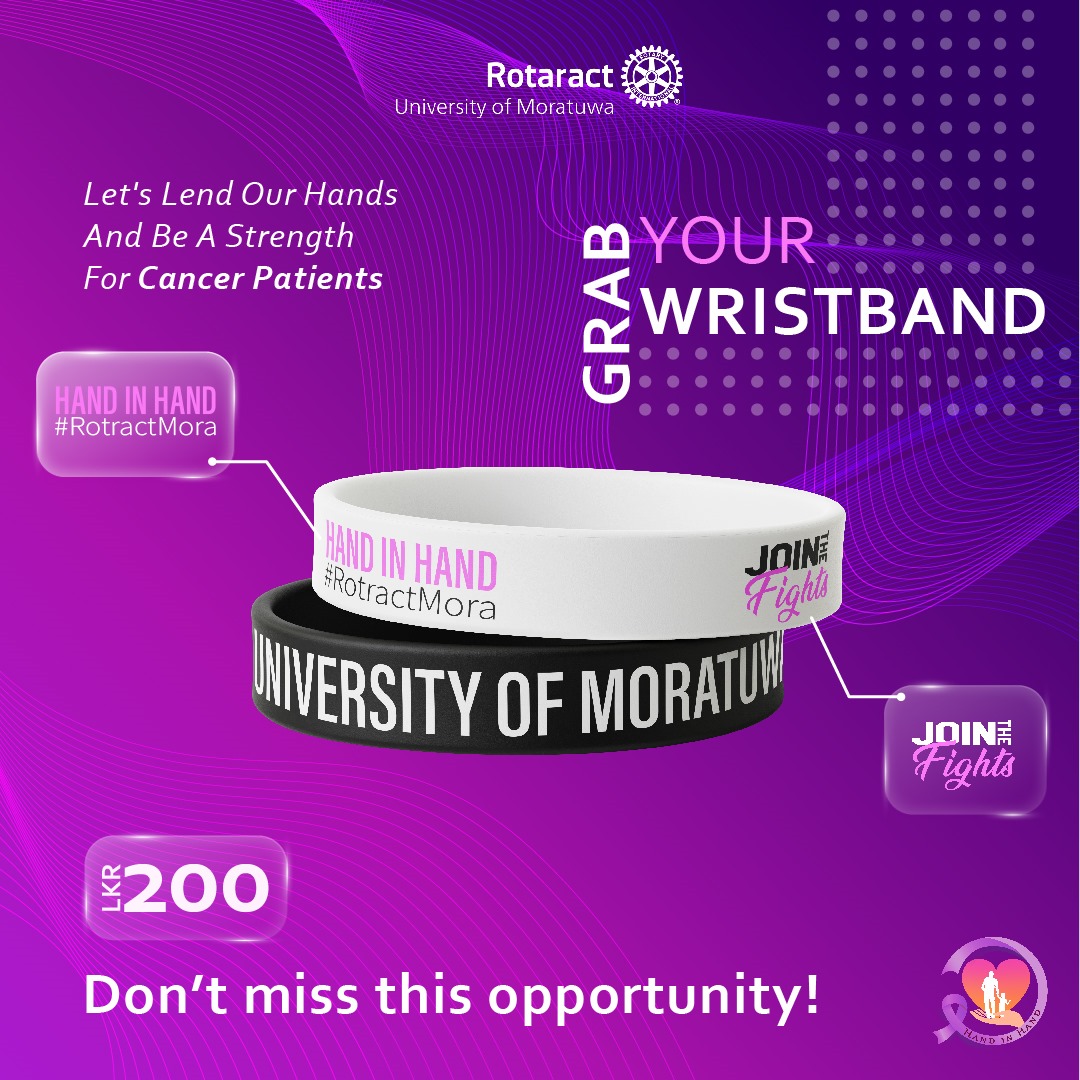 Rotaract
University of Moratuwa
Let's Lend Our Hands
And Be A Strength
For Cancer Patients
GRAB
YOUR
WRISTBAND
HAND IN HAND
#RotractMora
HAND IN HAND
#RotractMora
JOIN THE
Fights
UNIVERSITY OF MORATUW
JOIN THE
Fights
LKR
200
Don’t miss this opportunity!
HAND IN HAND